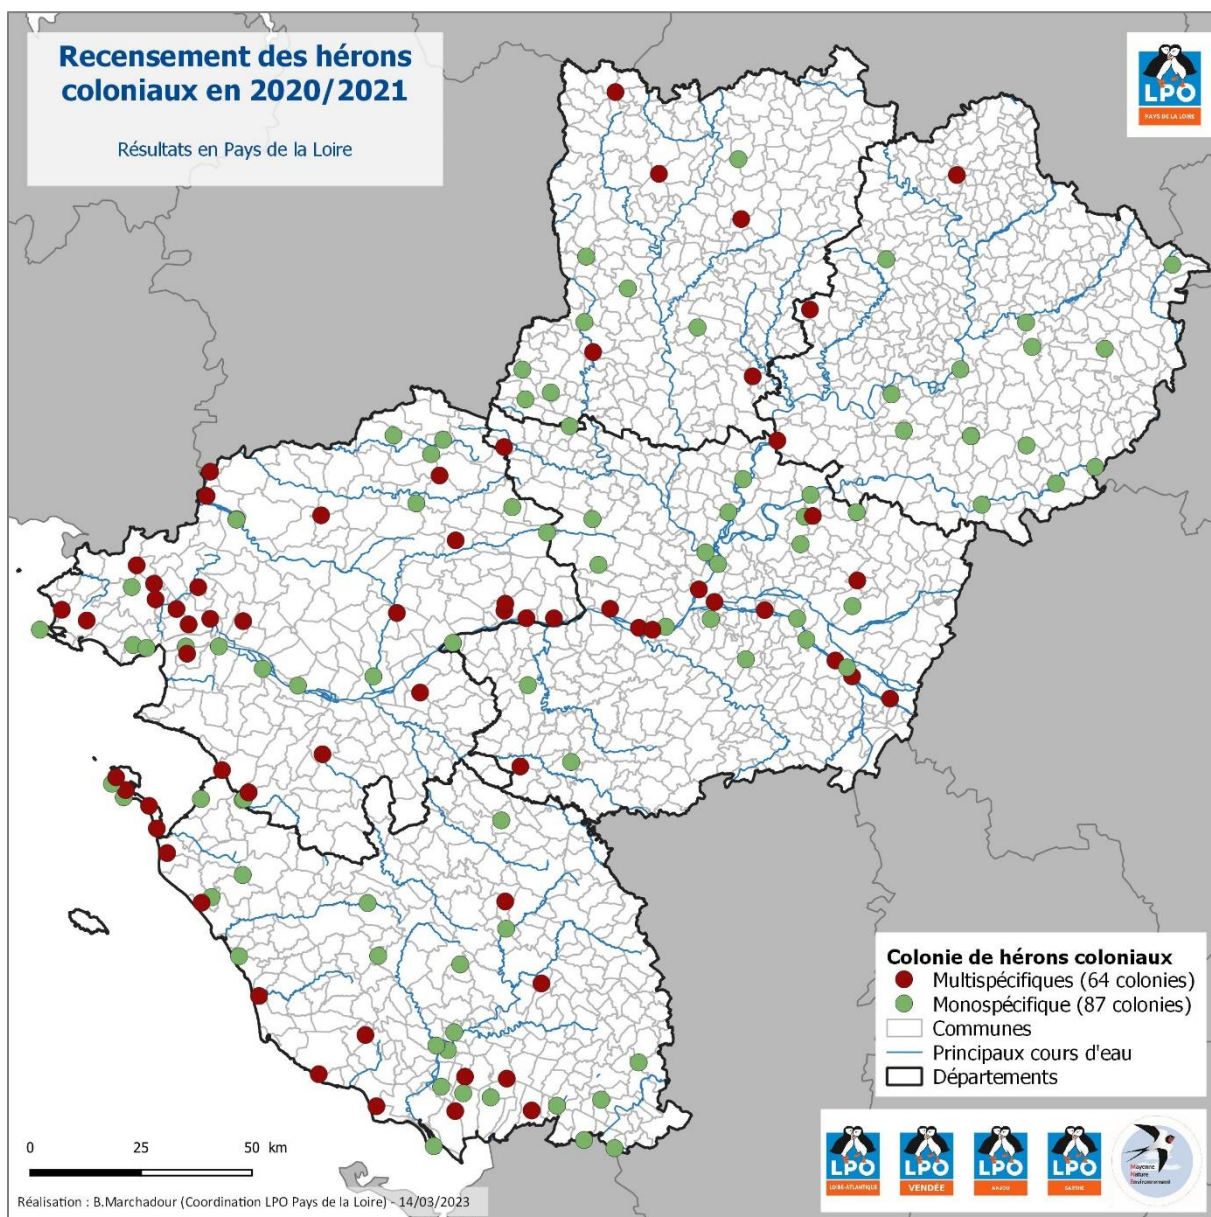 Recensement des hérons
coloniaux en 2020/2021
Résultats en Pays de la Loire
LPO
PAYS DE LA LOIRE
Colonie de hérons coloniaux
Multispécifiques (64 colonies)
Monospécifique (87 colonies)
Communes
Principaux cours d'eau
Départements
0 25 50 km
LPO LPO LPO LPO
LOIRE-ATLANTIQUE VENDÉE ANJOU SARTHE
Mayenne
Nature
Environnement
Réalisation : B.Marchadour (Coordination LPO Pays de la Loire) - 14/03/2023